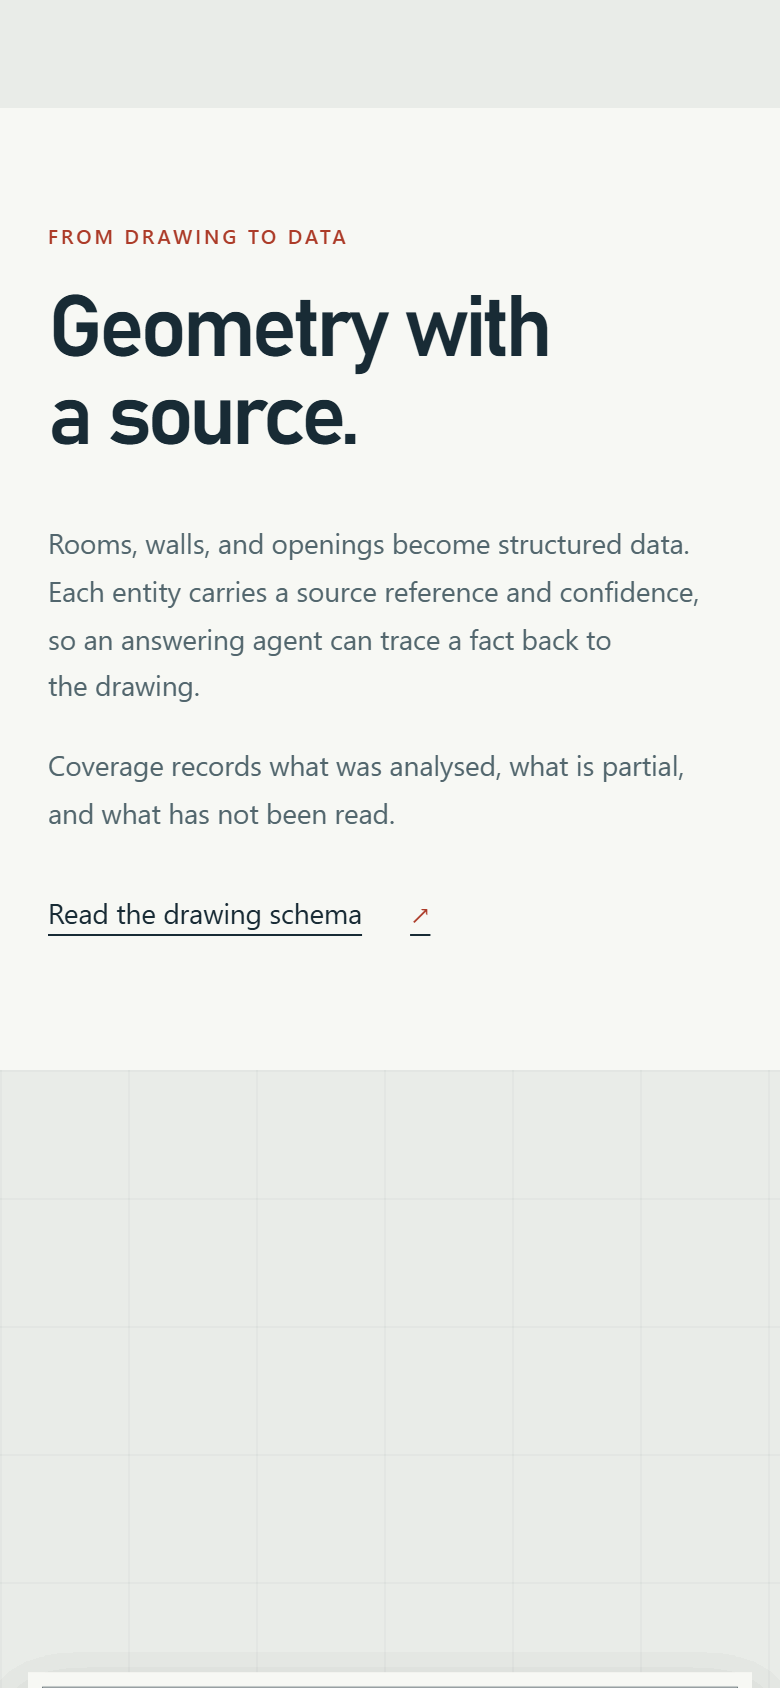 FROM DRAWING TO DATA
Geometry with
a source.
Rooms, walls, and openings become structured data.
Each entity carries a source reference and confidence,
so an answering agent can trace a fact back to
the drawing.
Coverage records what was analysed, what is partial,
and what has not been read.
Read the drawing schema ↗